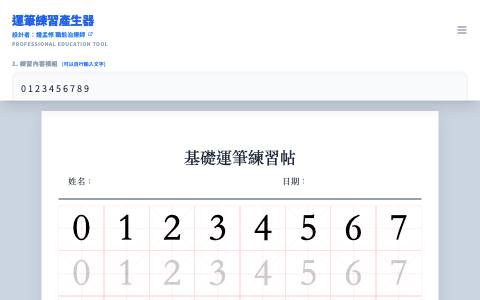 運筆練習產生器
設計者：鐘孟修 職能治療師
PROFESSIONAL EDUCATION TOOL
1. 練習內容模組 (可以自行輸入文字)
0123456789
基礎運筆練習帖
姓名： 日期：
0 1 2 3 4 5 6 7
0 1 2 3 4 5 6 7